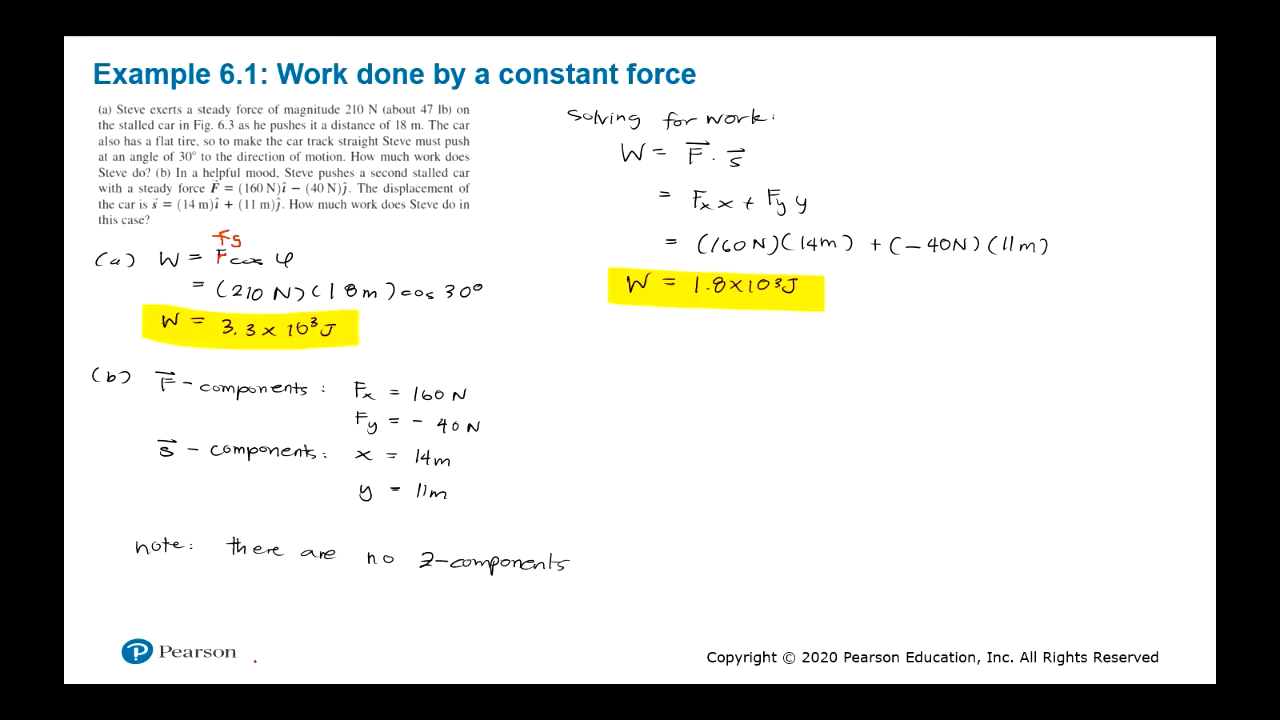 Example 6.1: Work done by a constant force
(a) Steve exerts a steady force of magnitude 210 N (about 47 lb) on
the stalled car in Fig. 6.3 as he pushes it a distance of 18 m. The car
also has a flat tire, so to make the car track straight Steve must push
at an angle of 30° to the direction of motion. How much work does
Steve do? (b) In a helpful mood, Steve pushes a second stalled car
with a steady force F⃗ = (160 N)î − (40 N)ĵ. The displacement of
the car is s⃗ = (14 m)î + (11 m)ĵ. How much work does Steve do in
this case?
Fs
(a) W = F cos φ
= (210 N)(18m) cos 30°
W = 3.3 × 10³ J
(b) F⃗ - components: Fx = 160 N
Fy = - 40 N
s⃗ - components: x = 14m
y = 11m
note: there are no z-components
Solving for work:
W = F⃗ · s⃗
= Fx x + Fy y
= (160 N)(14m) + (-40N)(11m)
W = 1.8×10³ J
P Pearson
Copyright © 2020 Pearson Education, Inc. All Rights Reserved